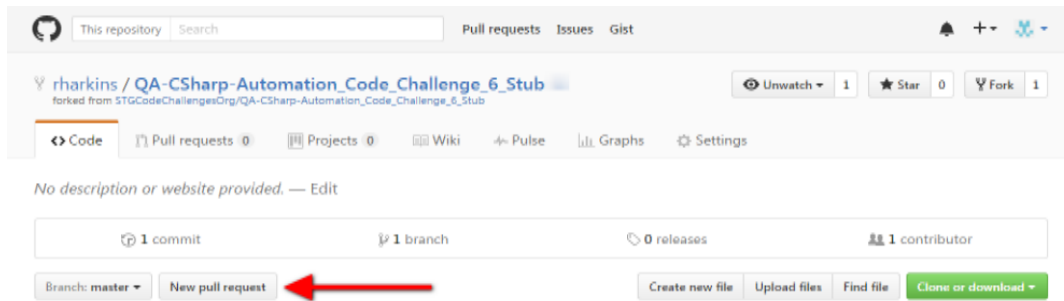 This repository Search Pull requests Issues Gist
rharkins / QA-CSharp-Automation_Code_Challenge_6_Stub Unwatch 1 Star 0 Fork 1
forked from STGCodeChallengesOrg/QA-CSharp-Automation_Code_Challenge_6_Stub
Code Pull requests 0 Projects 0 Wiki Pulse Graphs Settings
No description or website provided. — Edit
1 commit 1 branch 0 releases 1 contributor
Branch: master New pull request Create new file Upload files Find file Clone or download